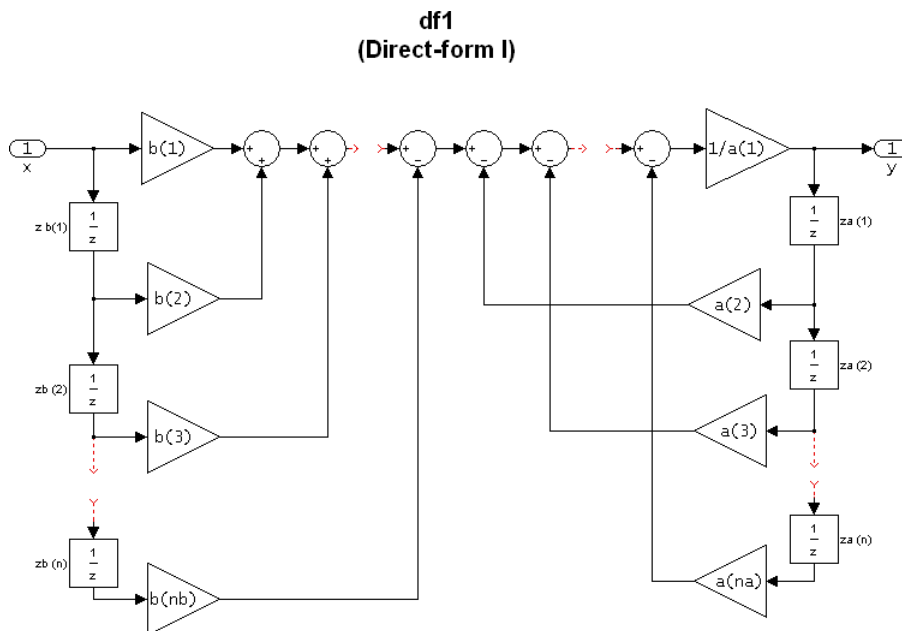 df1
(Direct-form I)
1
x
b(1)
+
+
+
+
+
−
+
−
+
−
+
−
1/a(1)
1
y
zb(1)
1
z
1
z
za(1)
b(2)
a(2)
zb(2)
1
z
1
z
za(2)
b(3)
a(3)
zb(n)
1
z
1
z
za(n)
b(nb)
a(na)